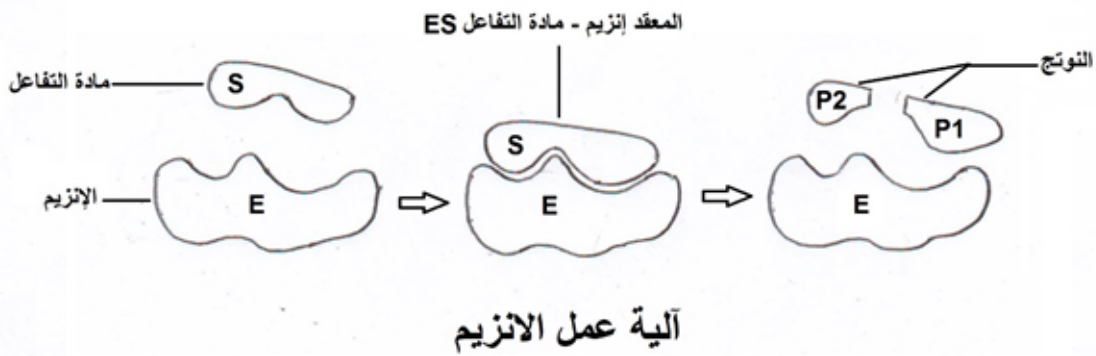 المعقد إنزيم - مادة التفاعل ES
النوتج
مادة التفاعل
S
P2
P1
S
الإنزيم
E
E
E
آلية عمل الانزيم